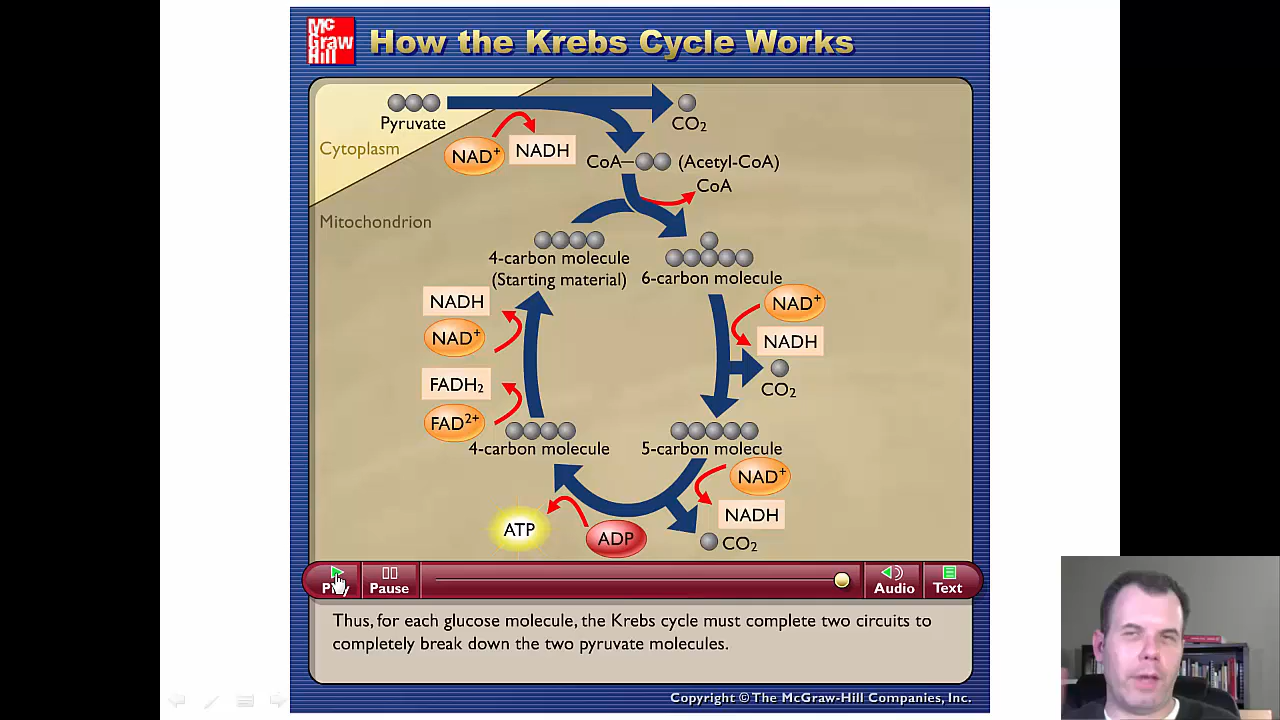 Mc
Graw
Hill
How the Krebs Cycle Works
Pyruvate
CO₂
Cytoplasm
NAD⁺
NADH
CoA
(Acetyl-CoA)
CoA
Mitochondrion
4-carbon molecule
(Starting material)
6-carbon molecule
NADH
NAD⁺
NAD⁺
NADH
FADH₂
CO₂
FAD²⁺
4-carbon molecule
5-carbon molecule
NAD⁺
NADH
ATP
ADP
CO₂
Pause
Audio
Text
Thus, for each glucose molecule, the Krebs cycle must complete two circuits to
completely break down the two pyruvate molecules.
Copyright © The McGraw-Hill Companies, Inc.